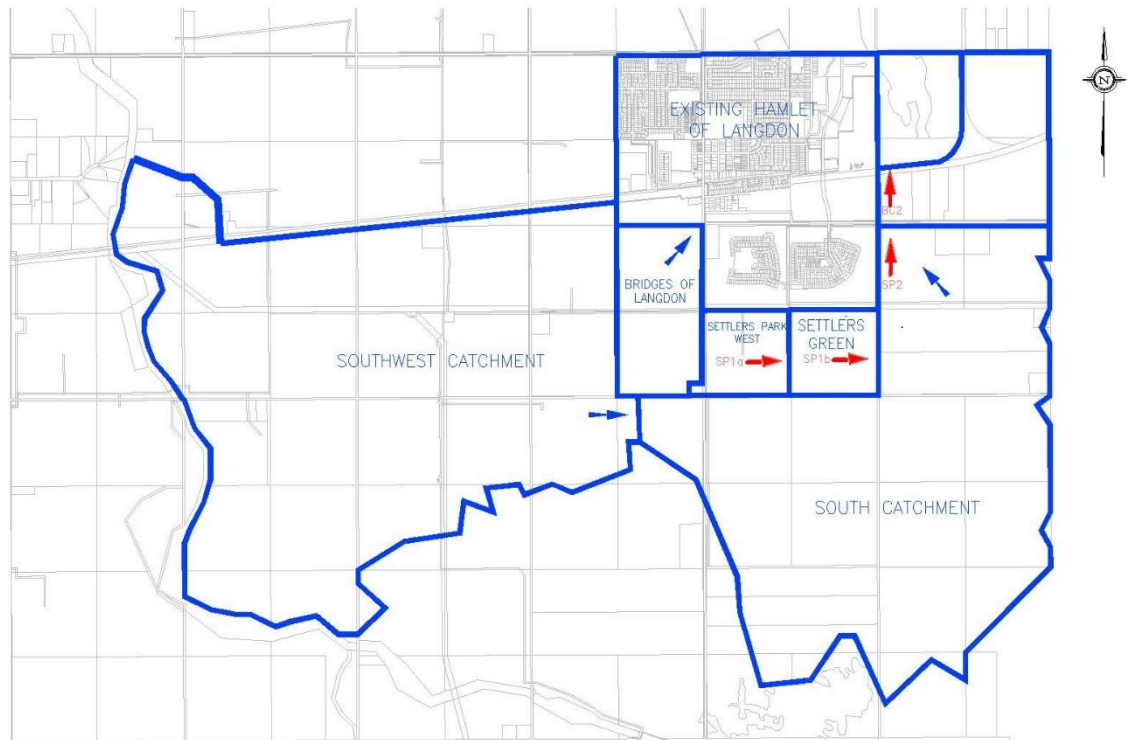 N
EXISTING HAMLET
OF LANGDON
BC2
SP2
BRIDGES OF
LANGDON
SETTLERS PARK
WEST
SP1a
SETTLERS
GREEN
SP1b
SOUTHWEST CATCHMENT
SOUTH CATCHMENT